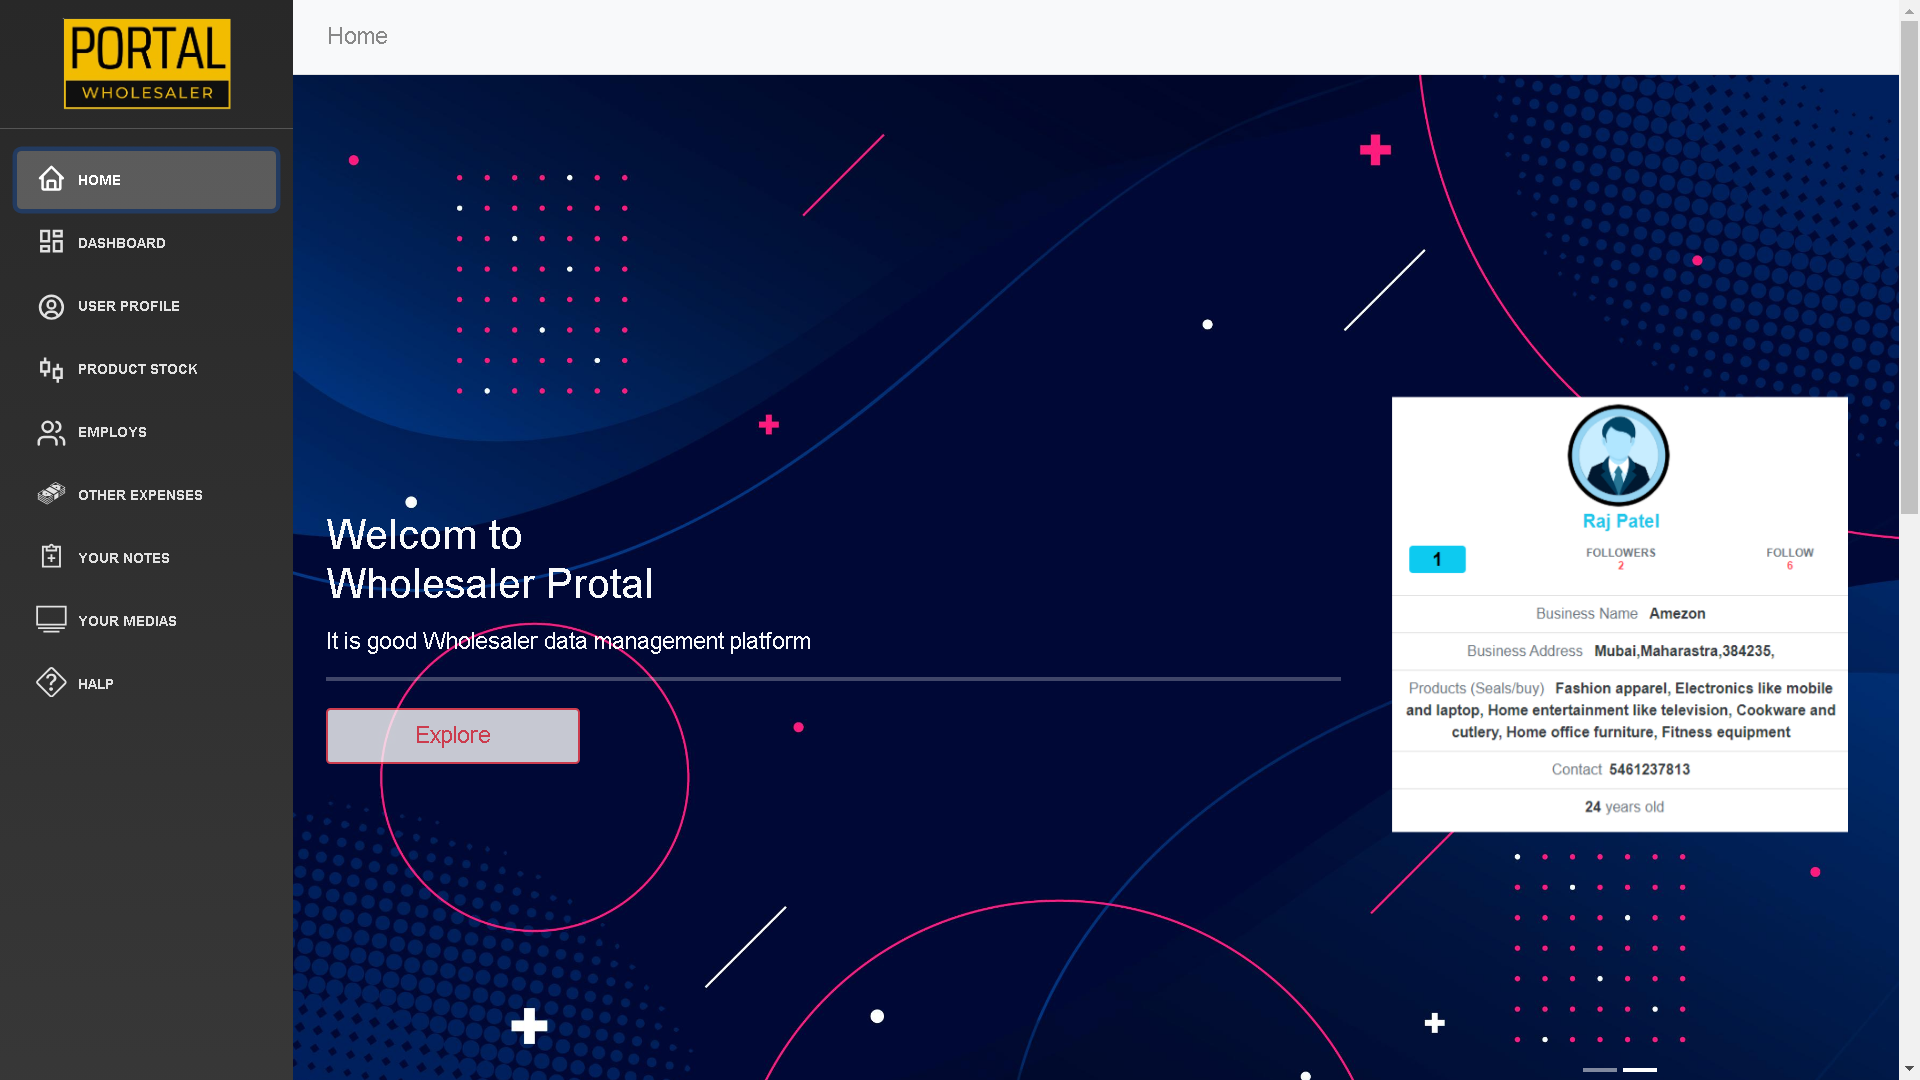 PORTAL
WHOLESALER
Home
HOME
DASHBOARD
USER PROFILE
PRODUCT STOCK
EMPLOYS
OTHER EXPENSES
YOUR NOTES
YOUR MEDIAS
HALP
Welcom to
Wholesaler Protal
It is good Wholesaler data management platform
Explore
Raj Patel
1 FOLLOWERS FOLLOW
2 6
Business Name Amezon
Business Address Mubai,Maharastra,384235,
Products (Seals/buy) Fashion apparel, Electronics like mobile
and laptop, Home entertainment like television, Cookware and
cutlery, Home office furniture, Fitness equipment
Contact 5461237813
24 years old